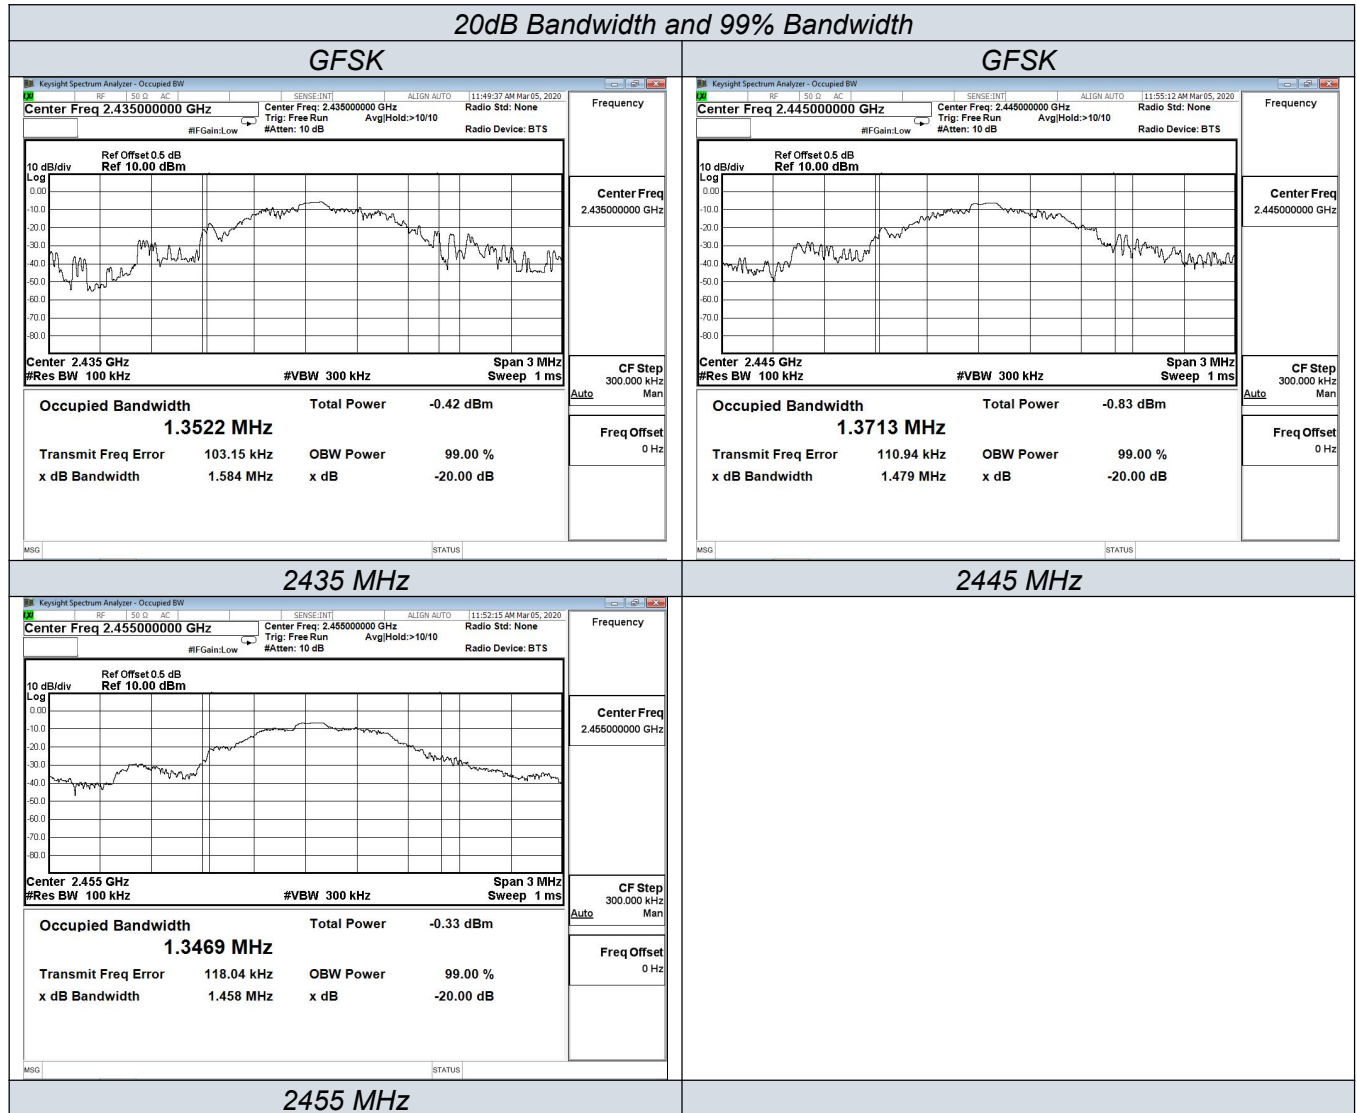 20dB Bandwidth and 99% Bandwidth
GFSK
GFSK
Keysight Spectrum Analyzer - Occupied BW
RF 50 Ω AC SENSE:INT ALIGN AUTO 11:49:37 AM Mar 05, 2020
Center Freq 2.435000000 GHz
Center Freq: 2.435000000 GHz
Radio Std: None
Trig: Free Run Avg|Hold:>10/10
#IFGain:Low #Atten: 10 dB Radio Device: BTS
Frequency
Ref Offset 0.5 dB
10 dB/div Ref 10.00 dBm
Log
0.00
-10.0
-20.0
-30.0
-40.0
-50.0
-60.0
-70.0
-80.0
Center Freq
2.435000000 GHz
Center 2.435 GHz Span 3 MHz
#Res BW 100 kHz #VBW 300 kHz Sweep 1 ms
CF Step
300.000 kHz
Auto Man
Occupied Bandwidth Total Power -0.42 dBm
1.3522 MHz
Freq Offset
0 Hz
Transmit Freq Error 103.15 kHz OBW Power 99.00 %
x dB Bandwidth 1.584 MHz x dB -20.00 dB
MSG STATUS
Keysight Spectrum Analyzer - Occupied BW
RF 50 Ω AC SENSE:INT ALIGN AUTO 11:55:12 AM Mar 05, 2020
Center Freq 2.445000000 GHz
Center Freq: 2.445000000 GHz
Radio Std: None
Trig: Free Run Avg|Hold:>10/10
#IFGain:Low #Atten: 10 dB Radio Device: BTS
Frequency
Ref Offset 0.5 dB
10 dB/div Ref 10.00 dBm
Log
0.00
-10.0
-20.0
-30.0
-40.0
-50.0
-60.0
-70.0
-80.0
Center Freq
2.445000000 GHz
Center 2.445 GHz Span 3 MHz
#Res BW 100 kHz #VBW 300 kHz Sweep 1 ms
CF Step
300.000 kHz
Auto Man
Occupied Bandwidth Total Power -0.83 dBm
1.3713 MHz
Freq Offset
0 Hz
Transmit Freq Error 110.94 kHz OBW Power 99.00 %
x dB Bandwidth 1.479 MHz x dB -20.00 dB
MSG STATUS
2435 MHz
2445 MHz
Keysight Spectrum Analyzer - Occupied BW
RF 50 Ω AC SENSE:INT ALIGN AUTO 11:52:15 AM Mar 05, 2020
Center Freq 2.455000000 GHz
Center Freq: 2.455000000 GHz
Radio Std: None
Trig: Free Run Avg|Hold:>10/10
#IFGain:Low #Atten: 10 dB Radio Device: BTS
Frequency
Ref Offset 0.5 dB
10 dB/div Ref 10.00 dBm
Log
0.00
-10.0
-20.0
-30.0
-40.0
-50.0
-60.0
-70.0
-80.0
Center Freq
2.455000000 GHz
Center 2.455 GHz Span 3 MHz
#Res BW 100 kHz #VBW 300 kHz Sweep 1 ms
CF Step
300.000 kHz
Auto Man
Occupied Bandwidth Total Power -0.33 dBm
1.3469 MHz
Freq Offset
0 Hz
Transmit Freq Error 118.04 kHz OBW Power 99.00 %
x dB Bandwidth 1.458 MHz x dB -20.00 dB
MSG STATUS
2455 MHz